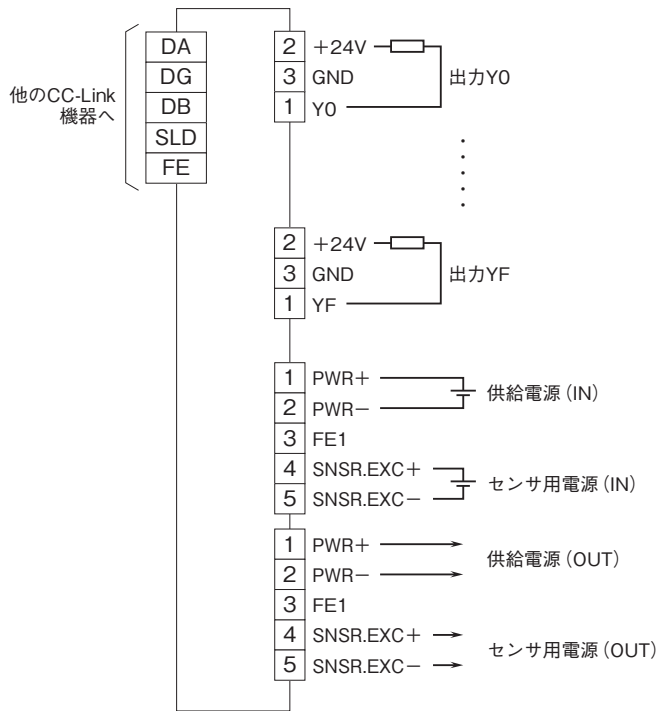 他のCC-Link
機器へ
DA
DG
DB
SLD
FE
2 +24V
3 GND
1 Y0
出力Y0
2 +24V
3 GND
1 YF
出力YF
1 PWR+
2 PWR−
3 FE1
4 SNSR.EXC+
5 SNSR.EXC−
供給電源(IN)
センサ用電源(IN)
1 PWR+
2 PWR−
3 FE1
4 SNSR.EXC+
5 SNSR.EXC−
供給電源(OUT)
センサ用電源(OUT)